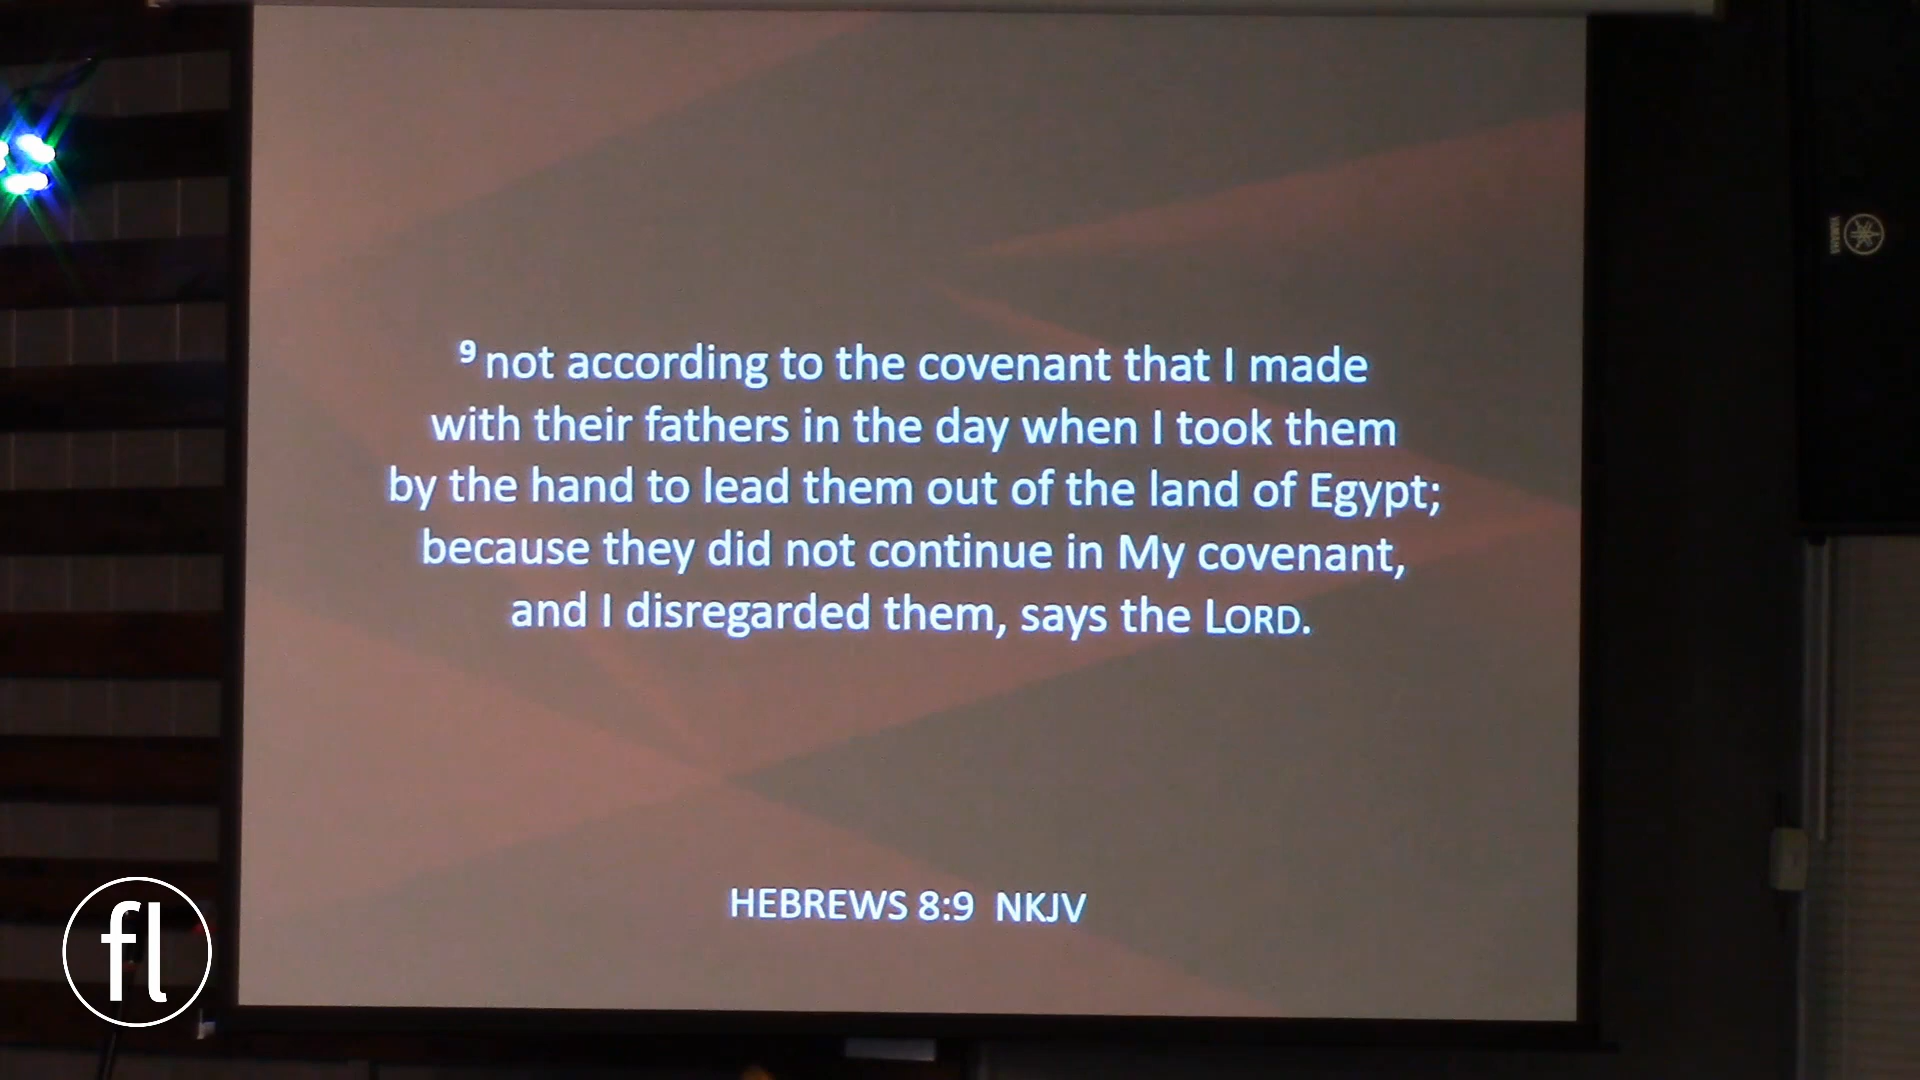 9 not according to the covenant that I made
with their fathers in the day when I took them
by the hand to lead them out of the land of Egypt;
because they did not continue in My covenant,
and I disregarded them, says the LORD.
HEBREWS 8:9 NKJV
fl
YAMAHA